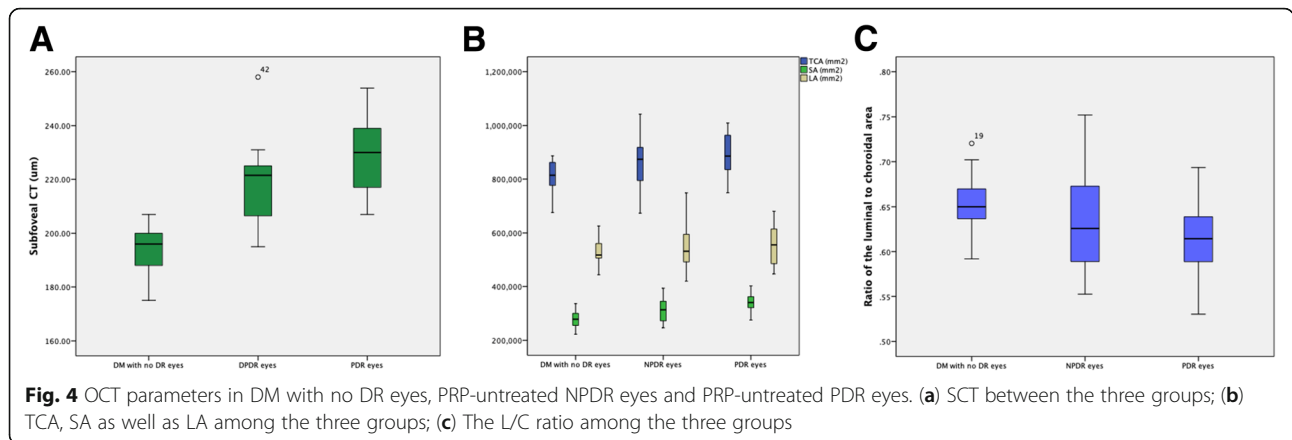 A
Subfoveal CT (um)
260.00
240.00
220.00
200.00
180.00
160.00
42
DM with no DR eyes
DPDR eyes
PDR eyes
B
TCA (mm2)
SA (mm2)
LA (mm2)
1,200,000
1,000,000
800,000
600,000
400,000
200,000
DM with no DR eyes
NPDR eyes
PDR eyes
C
Ratio of the luminal to choroidal area
.80
.75
.70
.65
.60
.55
.50
19
DM with no DR eyes
NPDR eyes
PDR eyes
Fig. 4 OCT parameters in DM with no DR eyes, PRP-untreated NPDR eyes and PRP-untreated PDR eyes. (a) SCT between the three groups; (b)
TCA, SA as well as LA among the three groups; (c) The L/C ratio among the three groups